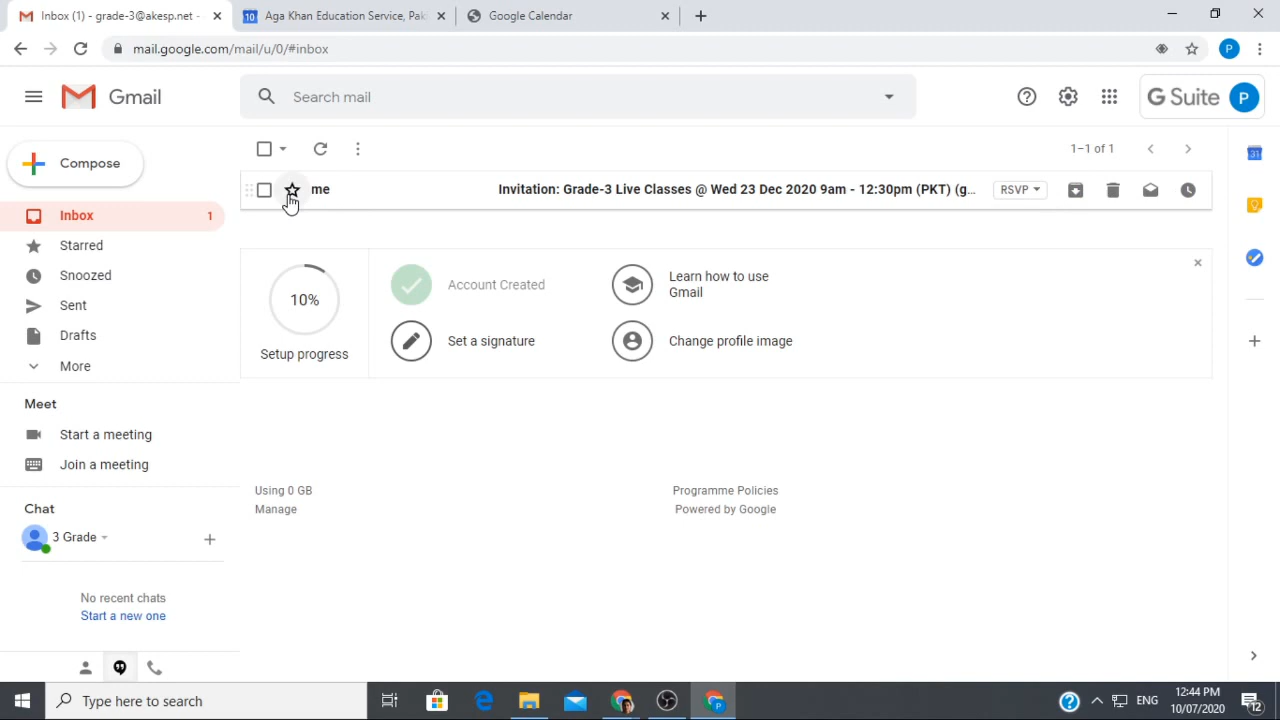 Inbox (1) - grade-3@akesp.net -
Aga Khan Education Service, Pak
Google Calendar
mail.google.com/mail/u/0/#inbox
P
Gmail
Search mail
G Suite
P
Compose
1–1 of 1
31
me
Invitation: Grade-3 Live Classes @ Wed 23 Dec 2020 9am - 12:30pm (PKT) (g...
RSVP
Inbox
1
Starred
Snoozed
Sent
Drafts
More
10%
Setup progress
Account Created
Learn how to use
Gmail
Set a signature
Change profile image
Meet
Start a meeting
Join a meeting
Using 0 GB
Manage
Programme Policies
Powered by Google
Chat
3 Grade
No recent chats
Start a new one
Type here to search
ENG
12:44 PM
10/07/2020
12